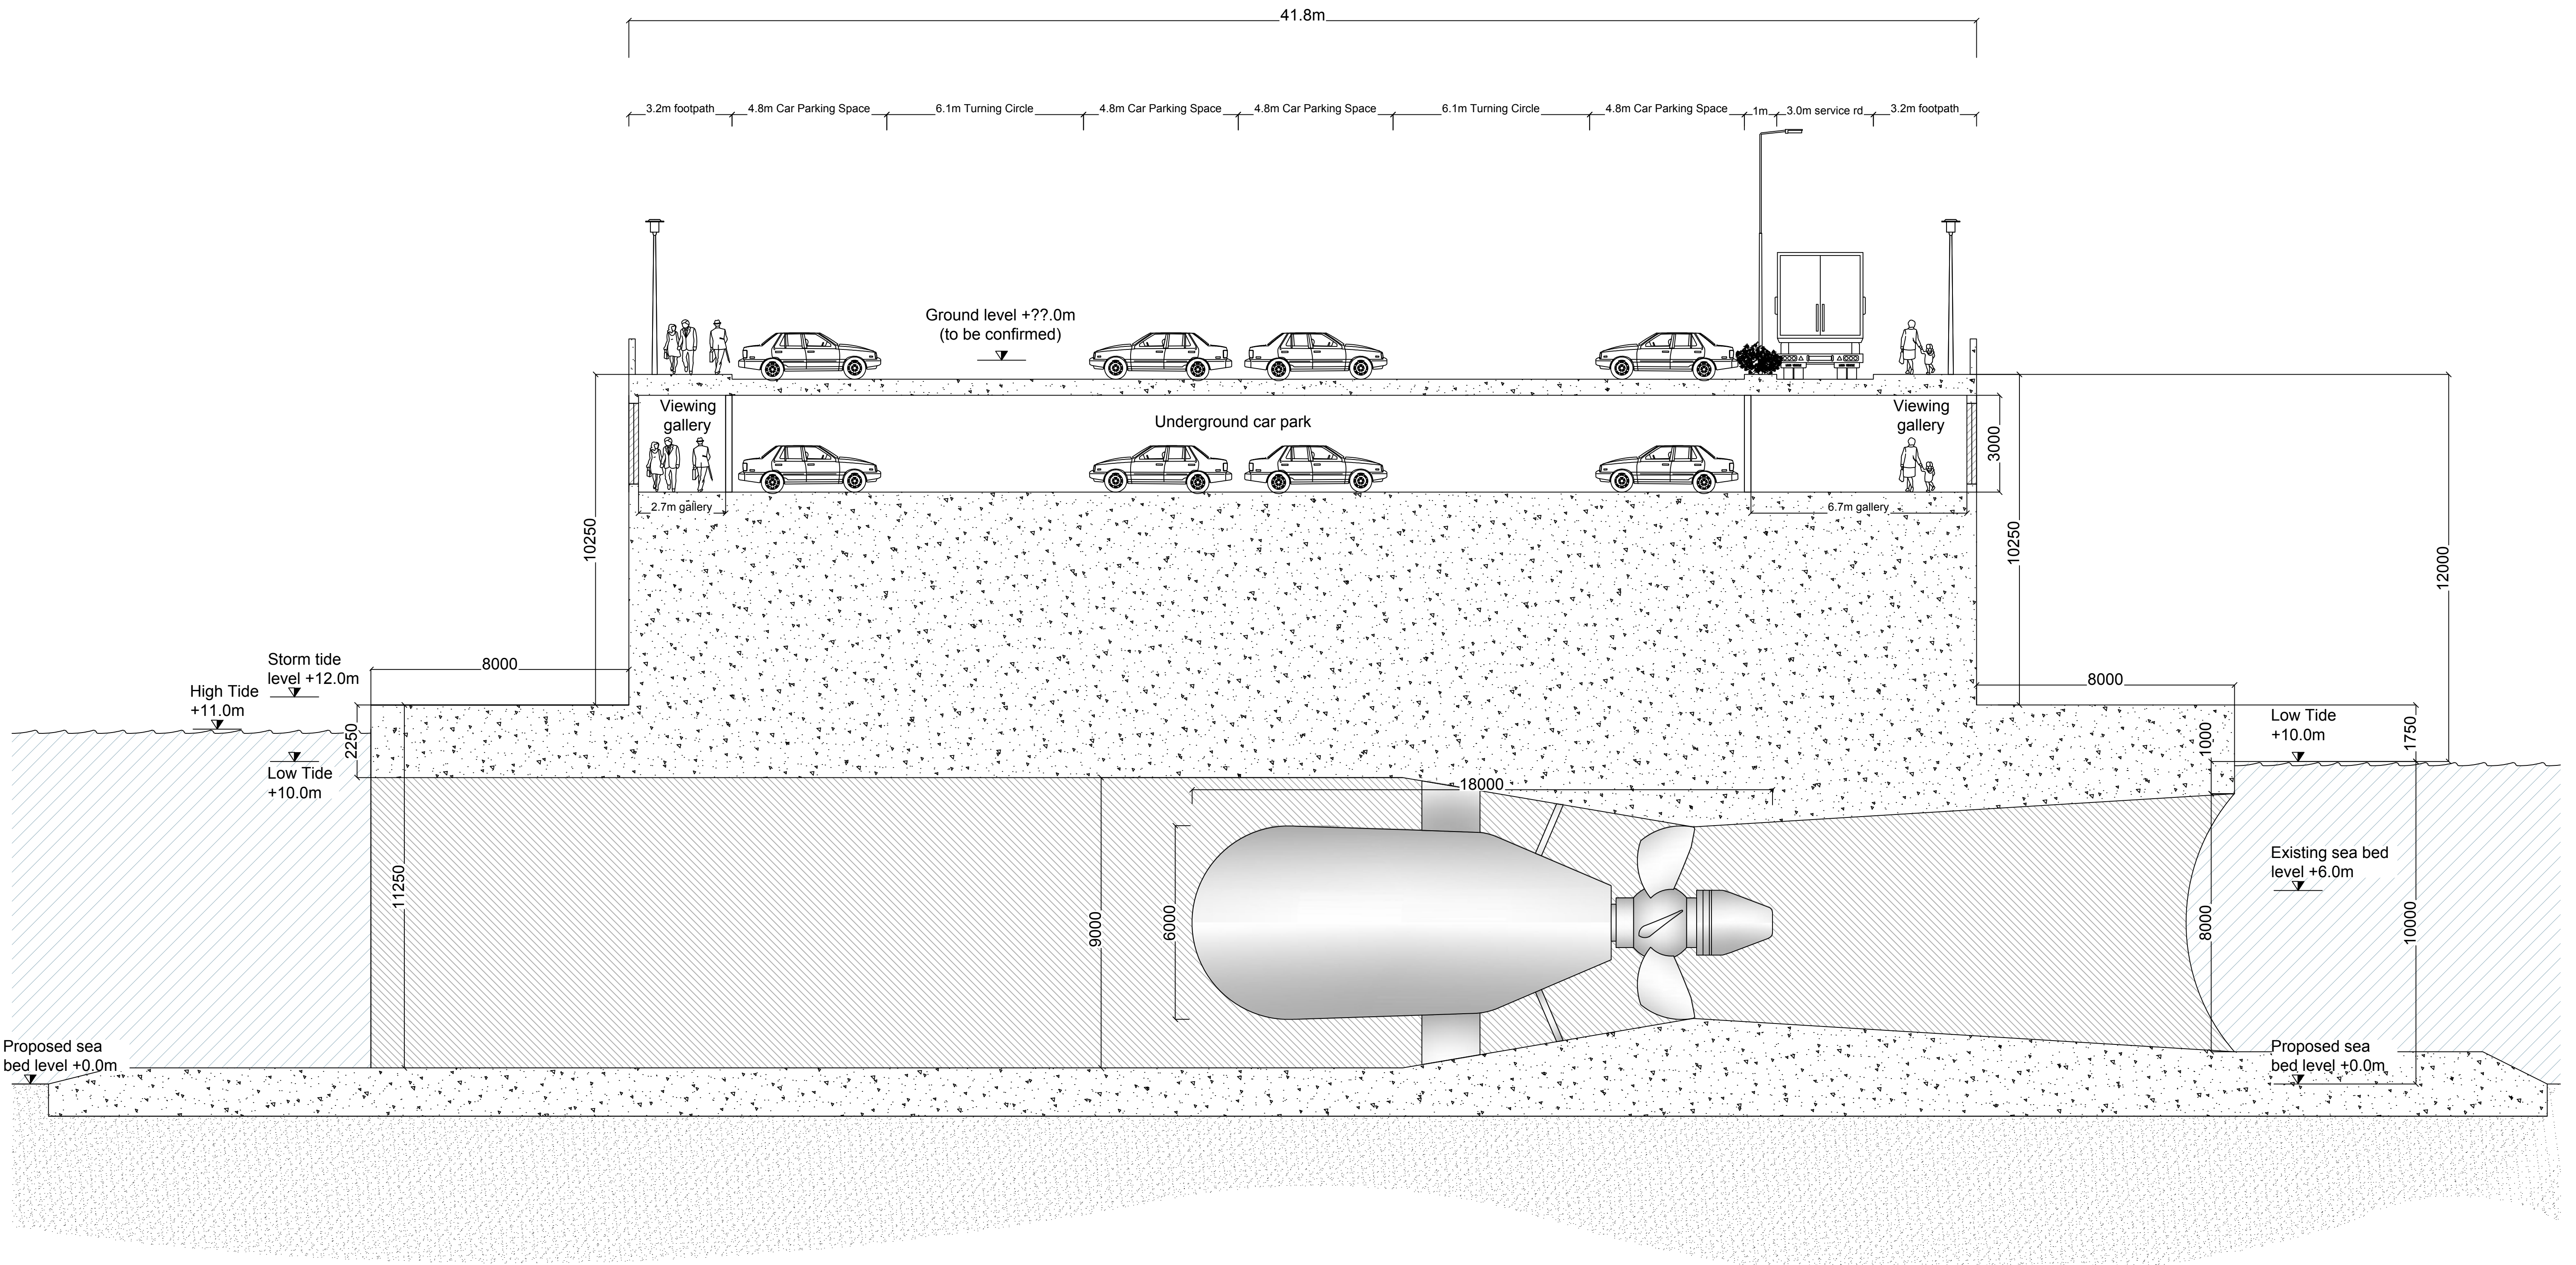 41.8m
3.2m footpath
4.8m Car Parking Space
6.1m Turning Circle
4.8m Car Parking Space
4.8m Car Parking Space
6.1m Turning Circle
4.8m Car Parking Space
1m
3.0m service rd
3.2m footpath
Ground level +??.0m
(to be confirmed)
Viewing
gallery
Underground car park
Viewing
gallery
3000
2.7m gallery
6.7m gallery
10250
10250
12000
Storm tide
level +12.0m
High Tide
+11.0m
Low Tide
+10.0m
8000
2250
11250
9000
6000
18000
8000
1000
1750
Low Tide
+10.0m
Existing sea bed
level +6.0m
8000
10000
Proposed sea
bed level +0.0m
Proposed sea
bed level +0.0m